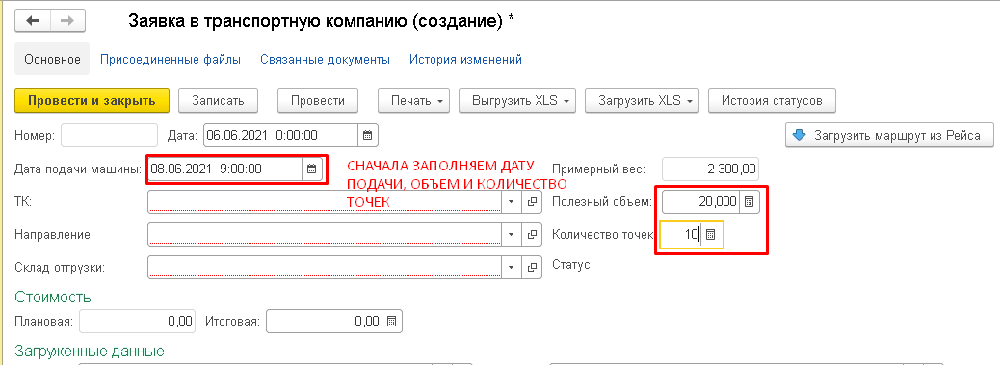 Заявка в транспортную компанию (создание) *
Основное Присоединенные файлы Связанные документы История изменений
Провести и закрыть Записать Провести Печать Выгрузить XLS Загрузить XLS История статусов
Номер: Дата: 06.06.2021 0:00:00 Загрузить маршрут из Рейса
Дата подачи машины: 08.06.2021 9:00:00 СНАЧАЛА ЗАПОЛНЯЕМ ДАТУ Примерный вес: 2 300,00
ПОДАЧИ, ОБЪЕМ И КОЛИЧЕСТВО
ТК: ТОЧЕК Полезный объем: 20,000
Направление: Количество точек 10
Склад отгрузки: Статус:
Стоимость
Плановая: 0,00 Итоговая: 0,00
Загруженные данные